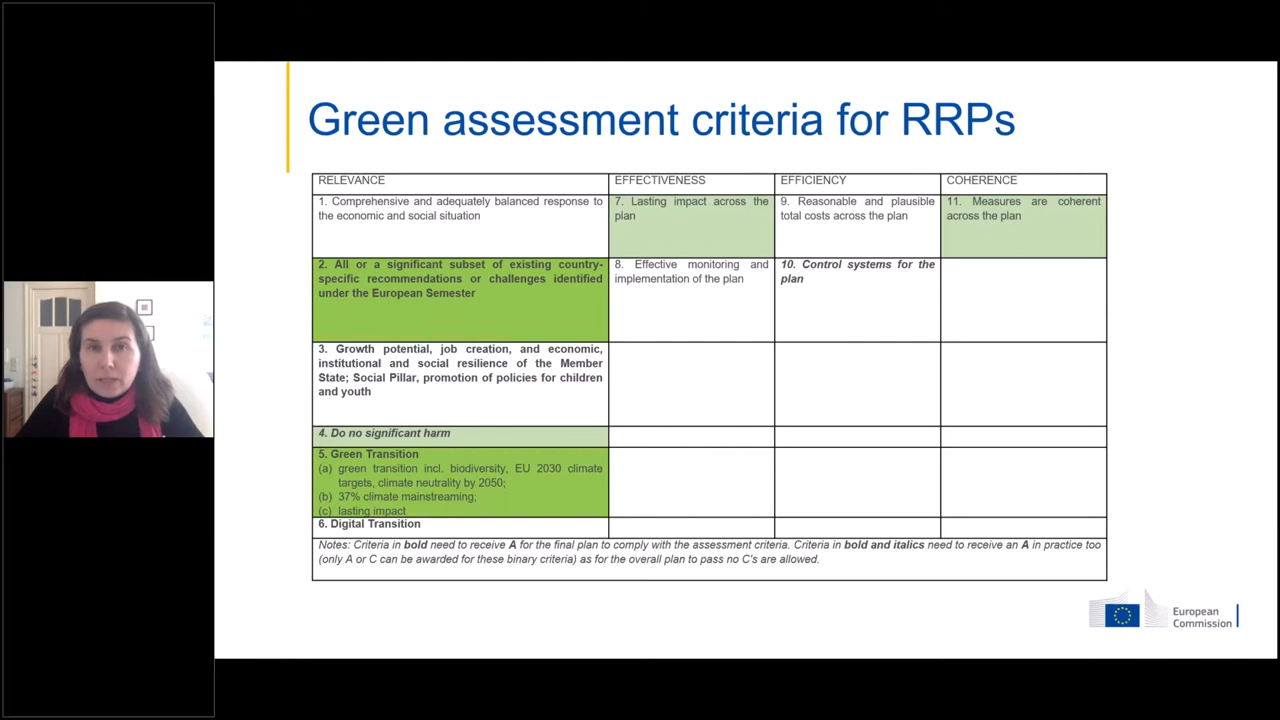 Green assessment criteria for RRPs
RELEVANCE
EFFECTIVENESS
EFFICIENCY
COHERENCE
1. Comprehensive and adequately balanced response to
the economic and social situation
7. Lasting impact across the
plan
9. Reasonable and plausible
total costs across the plan
11. Measures are coherent
across the plan
2. All or a significant subset of existing country-
specific recommendations or challenges identified
under the European Semester
8. Effective monitoring and
implementation of the plan
10. Control systems for the
plan
3. Growth potential, job creation, and economic,
institutional and social resilience of the Member
State; Social Pillar, promotion of policies for children
and youth
4. Do no significant harm
5. Green Transition
(a) green transition incl. biodiversity, EU 2030 climate
targets, climate neutrality by 2050;
(b) 37% climate mainstreaming;
(c) lasting impact
6. Digital Transition
Notes: Criteria in bold need to receive A for the final plan to comply with the assessment criteria. Criteria in bold and italics need to receive an A in practice too
(only A or C can be awarded for these binary criteria) as for the overall plan to pass no C's are allowed.
European
Commission